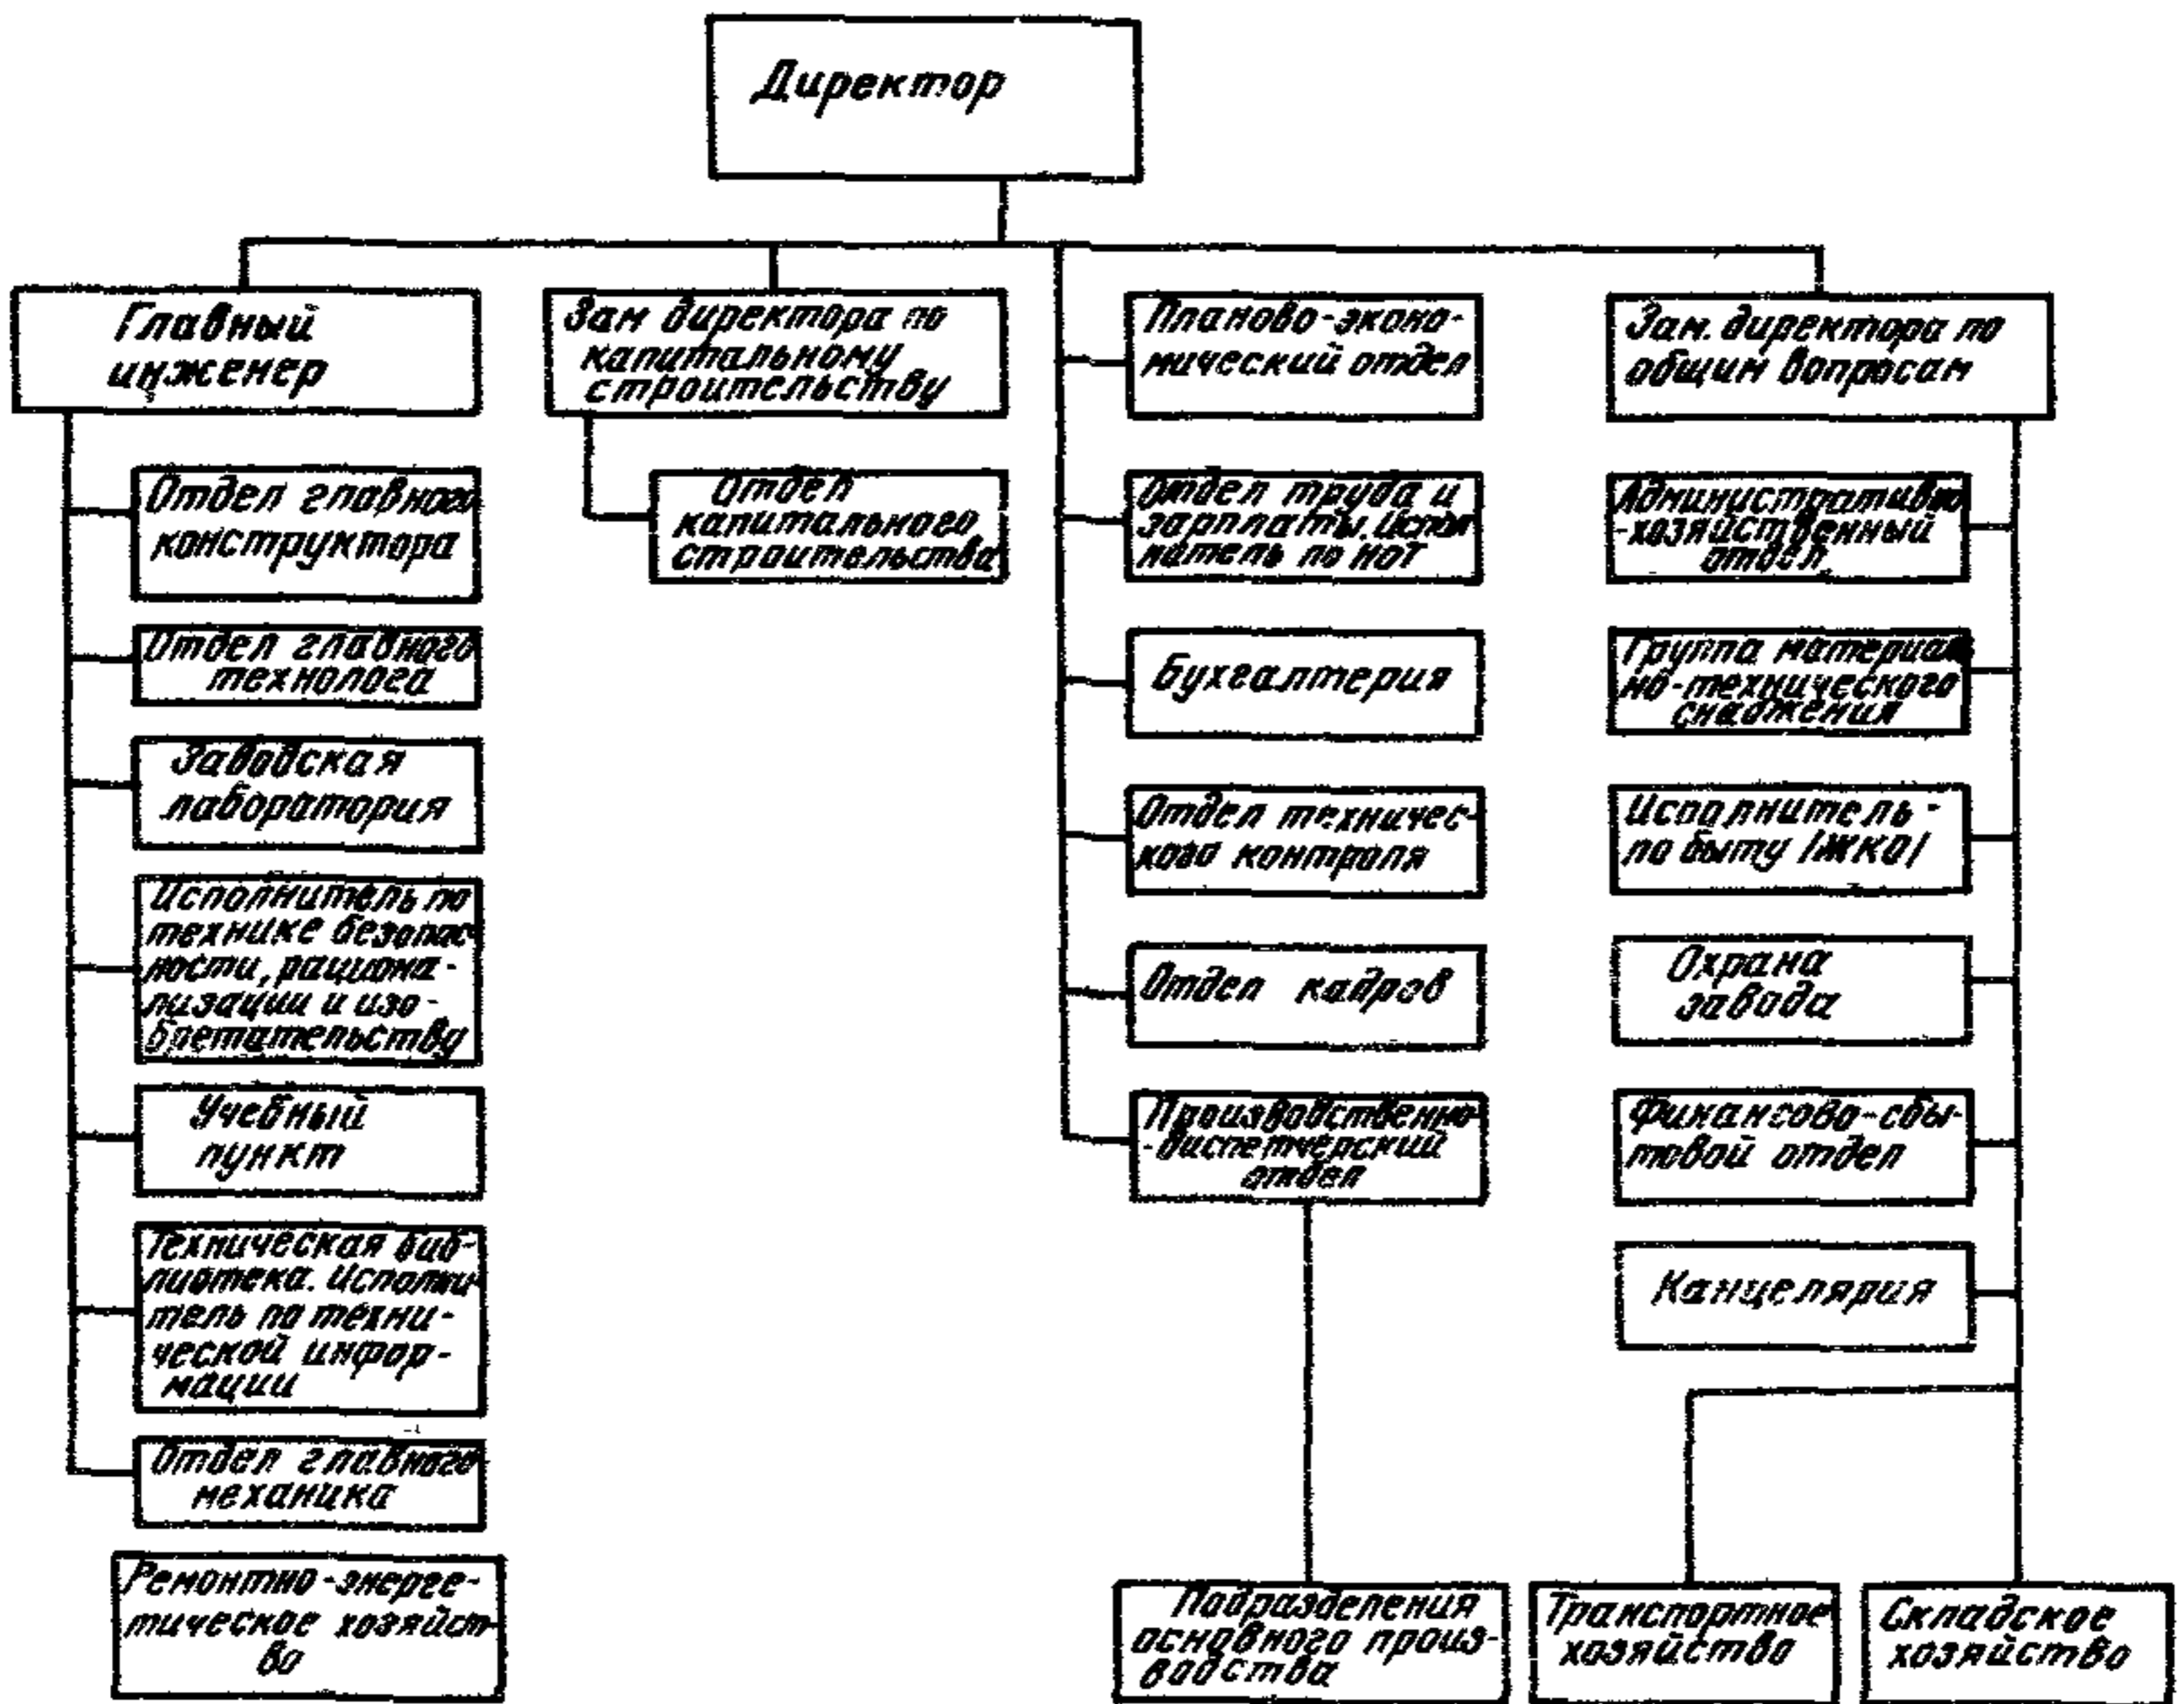 Директор
Главный
инженер
Отдел главного
конструктора
Отдел главного
технолога
Заводская
лаборатория
Исполнитель по
технике безопас-
ности, рациона-
лизации и изо-
бретательству
Учебный
пункт
Техническая биб-
лиотека. Исполни-
тель по техни-
ческой инфор-
мации
Отдел главного
механика
Ремонтно-энерге-
тическое хозяйст-
во
Зам директора по
капитальному
строительству
Отдел
капитального
строительства
Планово-эконо-
мический отдел
Отдел труда и
зарплаты. Испол
нитель по НОТ
Бухгалтерия
Отдел техничес-
кого контроля
Отдел кадров
Производственно-
-диспетчерский
отдел
Подразделения
основного произ-
водства
Зам. директора по
общим вопросам
Административно
-хозяйственный
отдел
Группа материаль
но-технического
снабжения
Исполнитель -
по быту /ЖКО/
Охрана
завода
Финансово-сбы-
товой отдел
Канцелярия
Транспортное
хозяйство
Складское
хозяйство